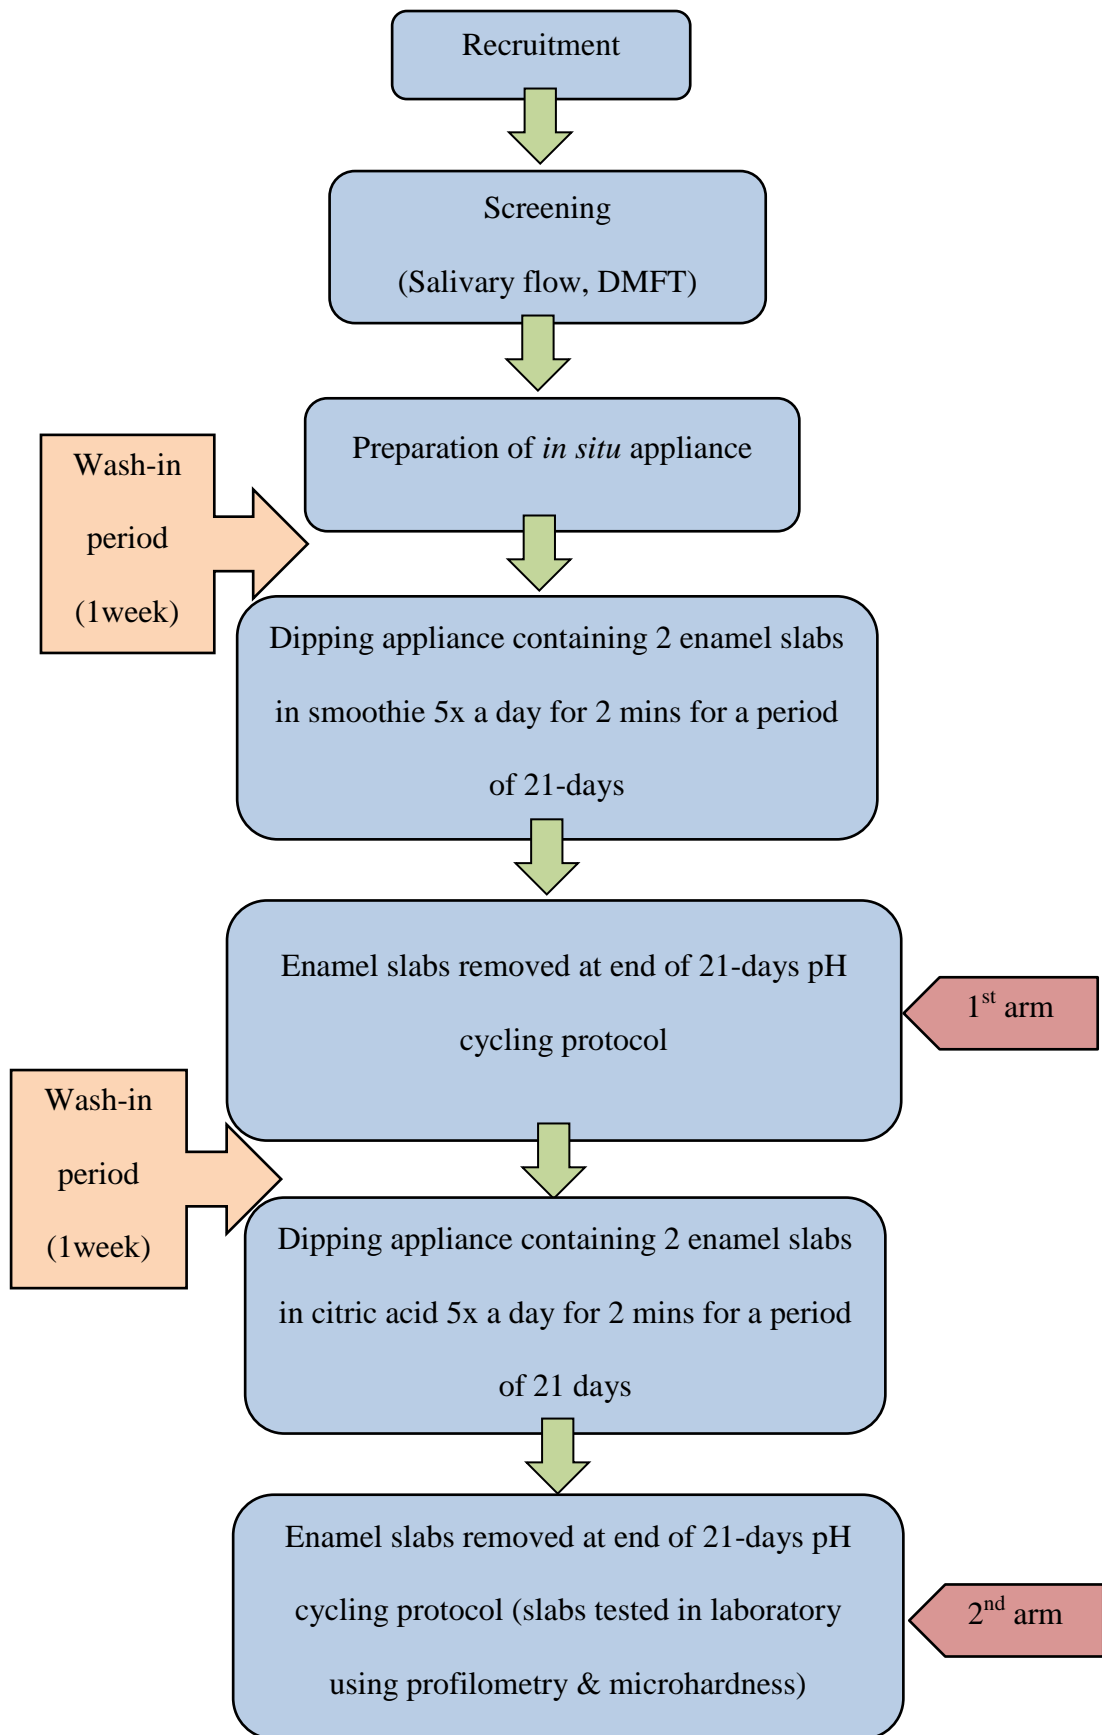 Recruitment
Screening
(Salivary flow, DMFT)
Preparation of in situ appliance
Wash-in
period
(1week)
Dipping appliance containing 2 enamel slabs
in smoothie 5x a day for 2 mins for a period
of 21-days
Enamel slabs removed at end of 21-days pH
cycling protocol
1st arm
Wash-in
period
(1week)
Dipping appliance containing 2 enamel slabs
in citric acid 5x a day for 2 mins for a period
of 21 days
Enamel slabs removed at end of 21-days pH
cycling protocol (slabs tested in laboratory
using profilometry & microhardness)
2nd arm